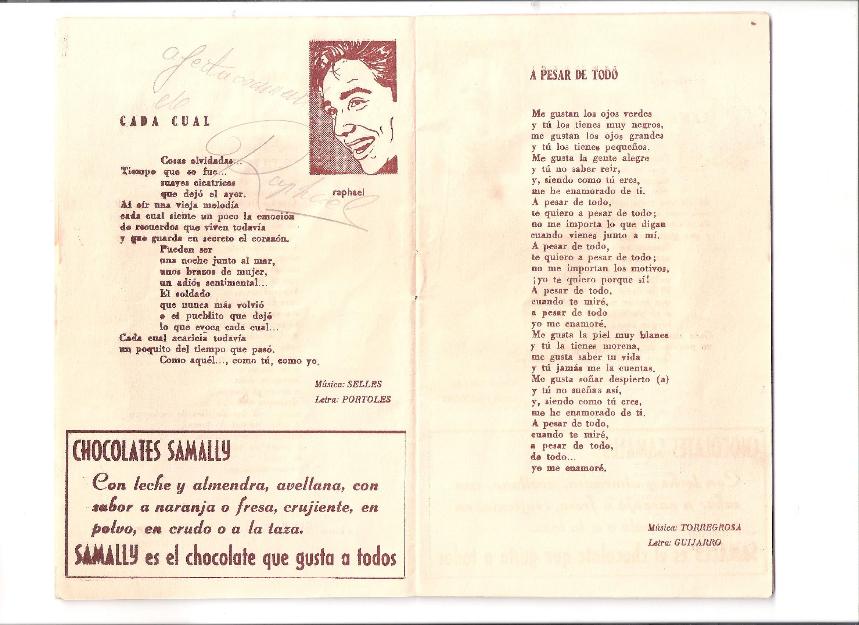 afectuosamente
de
Raphael
CADA CUAL
Cosas olvidadas...
Tiempo que se fue...
suaves cicatrices
que dejó el ayer.
Al oír una vieja melodía
cada cual siente un poco la emoción
de recuerdos que viven todavía
y que guarda en secreto el corazón.
Pueden ser
una noche junto al mar,
unos brazos de mujer,
un adiós sentimental...
El soldado
que nunca más volvió
o el pueblito que dejó
lo que evoca cada cual...
Cada cual acaricia todavía
un poquito del tiempo que pasó.
Como aquél..., como tú, como yo.
Música: SELLES
Letra: PORTOLES
raphael
CHOCOLATES SAMALLY
Con leche y almendra, avellana, con
sabor a naranja o fresa, crujiente, en
polvo, en crudo o a la taza.
SAMALLY es el chocolate que gusta a todos
A PESAR DE TODO
Me gustan los ojos verdes
y tú los tienes muy negros,
me gustan los ojos grandes
y tú los tienes pequeños.
Me gusta la gente alegre
y tú no saber reír,
y, siendo como tú eres,
me he enamorado de ti.
A pesar de todo,
te quiero a pesar de todo;
no me importa lo que digan
cuando vienes junto a mí.
A pesar de todo,
te quiero a pesar de todo;
no me importan los motivos,
¡yo te quiero porque sí!
A pesar de todo,
cuando te miré,
a pesar de todo
yo me enamoré.
Me gusta la piel muy blanca
y tú la tienes morena,
me gusta saber tu vida
y tú jamás me la cuentas.
Me gusta soñar despierto (a)
y tú no sueñas así,
y, siendo como tú eres,
me he enamorado de ti.
A pesar de todo,
cuando te miré,
a pesar de todo,
de todo...
yo me enamoré.
Música: TORREGROSA
Letra: GUIJARRO